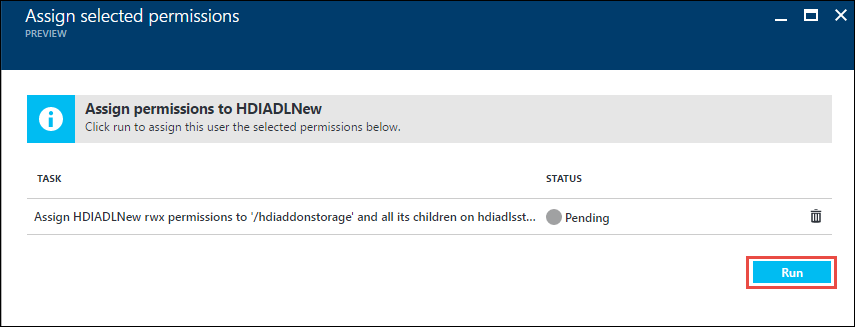 Assign selected permissions
PREVIEW
Assign permissions to HDIADLNew
Click run to assign this user the selected permissions below.
TASK STATUS
Assign HDIADLNew rwx permissions to '/hdiaddonstorage' and all its children on hdiadlsst... Pending
Run